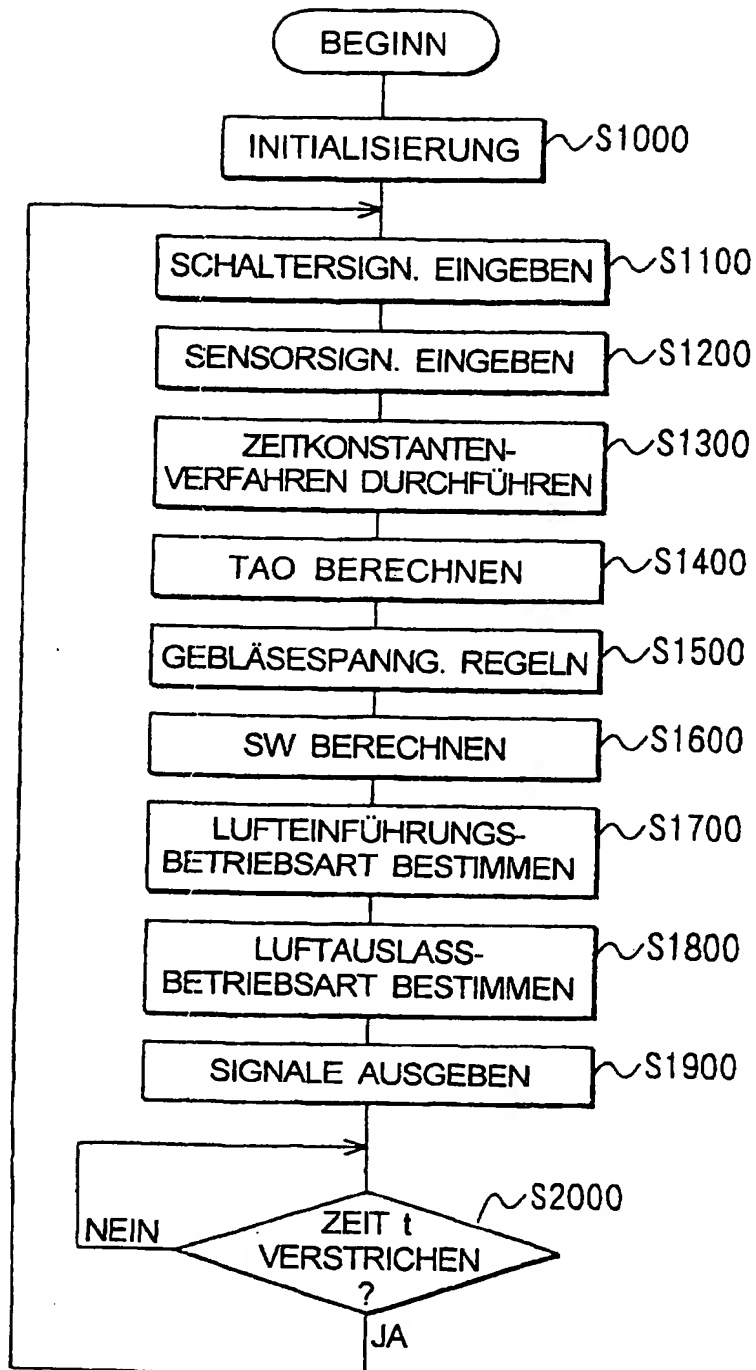 BEGINN
INITIALISIERUNG
S1000
SCHALTERSIGN. EINGEBEN
S1100
SENSORSIGN. EINGEBEN
S1200
ZEITKONSTANTEN-
VERFAHREN DURCHFÜHREN
S1300
TAO BERECHNEN
S1400
GEBLÄSESPANNG. REGELN
S1500
SW BERECHNEN
S1600
LUFTEINFÜHRUNGS-
BETRIEBSART BESTIMMEN
S1700
LUFTAUSLASS-
BETRIEBSART BESTIMMEN
S1800
SIGNALE AUSGEBEN
S1900
S2000
NEIN
ZEIT t
VERSTRICHEN
?
JA